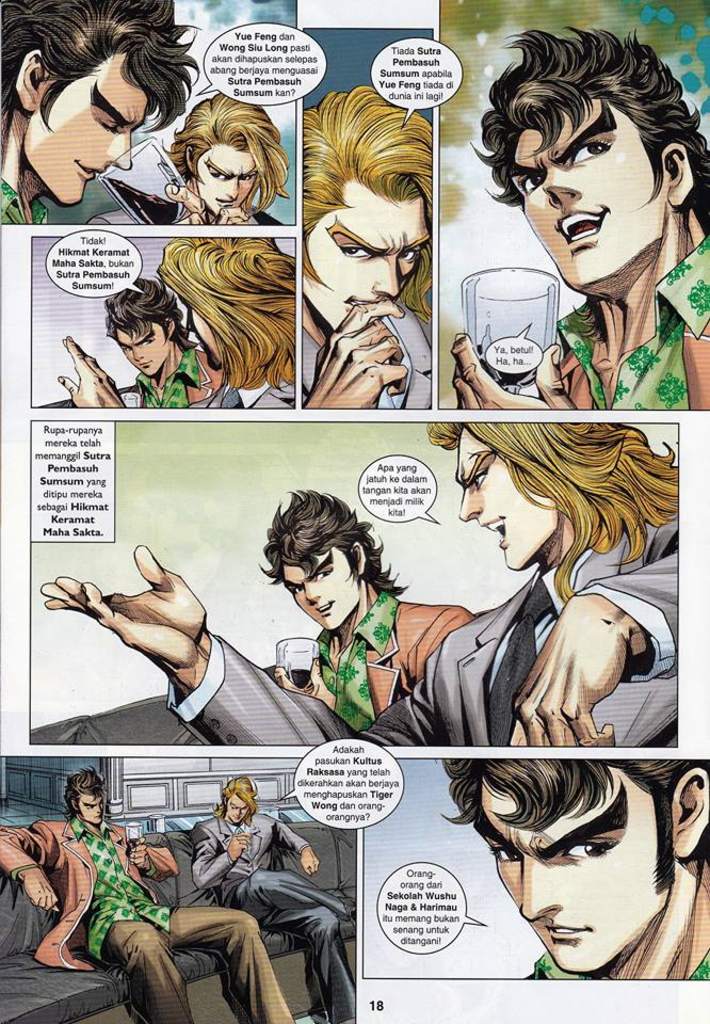 Yue Feng dan
Wong Siu Long pasti
akan dihapuskan selepas
abang berjaya menguasai
Sutra Pembasuh
Sumsum kan?
Tiada Sutra
Pembasuh
Sumsum apabila
Yue Feng tiada di
dunia ini lagi!
Ya, betul!
Ha, ha...
Tidak!
Hikmat Keramat
Maha Sakta, bukan
Sutra Pembasuh
Sumsum!
Rupa-rupanya
mereka telah
memanggil Sutra
Pembasuh
Sumsum yang
ditipu mereka
sebagai Hikmat
Keramat
Maha Sakta.
Apa yang
jatuh ke dalam
tangan kita akan
menjadi milik
kita!
Adakah
pasukan Kultus
Raksasa yang telah
dikerahkan akan berjaya
menghapuskan Tiger
Wong dan orang-
orangnya?
Orang-
orang dari
Sekolah Wushu
Naga & Harimau
itu memang bukan
senang untuk
ditangani!
18